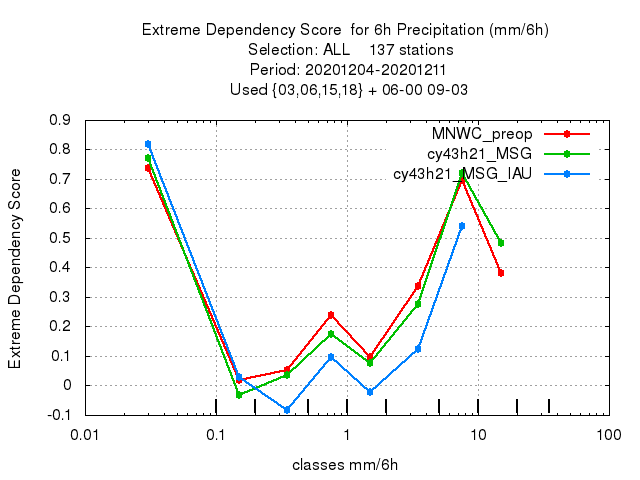 Extreme Dependency Score  for 6h Precipitation (mm/6h)
Selection: ALL    137 stations
Period: 20201204-20201211
Used {03,06,15,18} + 06-00 09-03
MNWC_preop
cy43h21_MSG
cy43h21_MSG_IAU
Extreme Dependency Score
0.9
0.8
0.7
0.6
0.5
0.4
0.3
0.2
0.1
0
-0.1
0.01
0.1
1
10
100
classes mm/6h